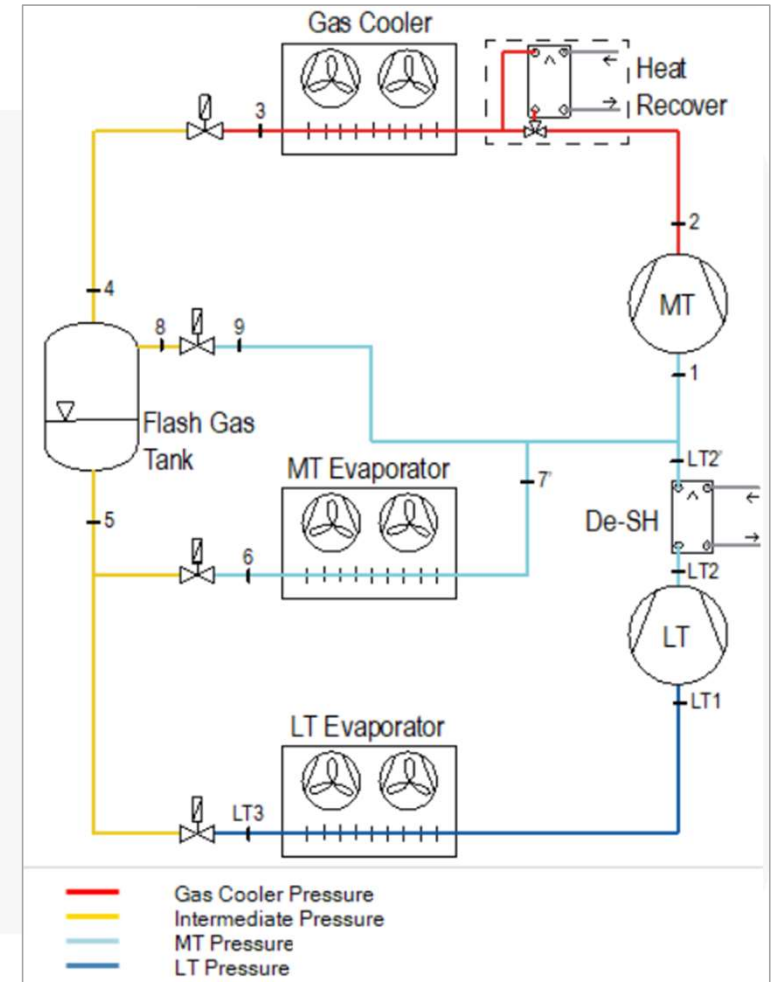 Gas Cooler
Heat
Recover
3
2
4
MT
8
9
1
Flash Gas
Tank
LT2'
MT Evaporator
7'
De-SH
5
6
LT2
LT
LT1
LT Evaporator
LT3
Gas Cooler Pressure
Intermediate Pressure
MT Pressure
LT Pressure